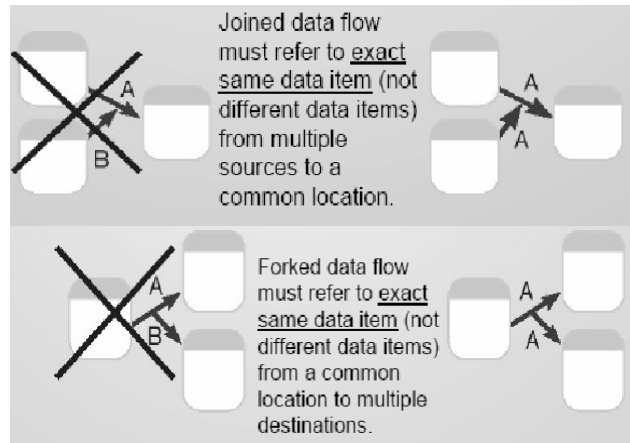 Joined data flow
must refer to exact
same data item (not
different data items)
from multiple
sources to a
common location.
A
B
A
A
Forked data flow
must refer to exact
same data item (not
different data items)
from a common
location to multiple
destinations.
A
B
A
A